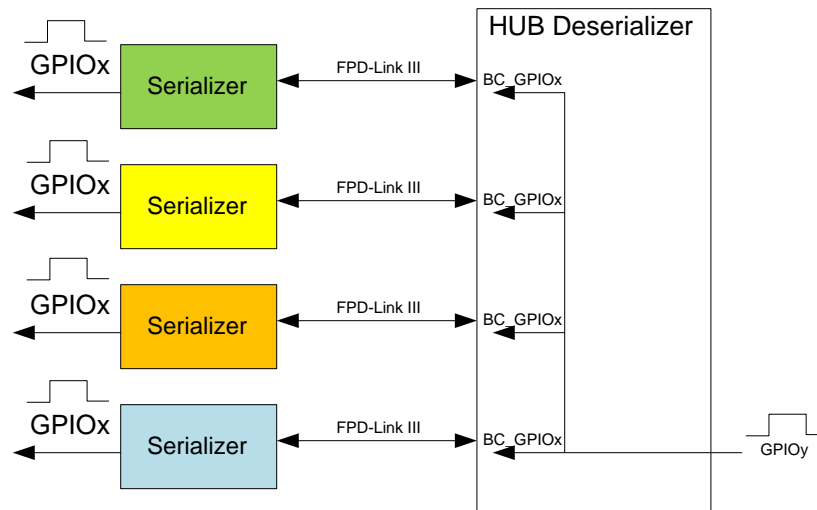 HUB Deserializer
GPIOx
Serializer
FPD-Link III
BC_GPIOx
GPIOx
Serializer
FPD-Link III
BC_GPIOx
GPIOx
Serializer
FPD-Link III
BC_GPIOx
GPIOx
Serializer
FPD-Link III
BC_GPIOx
GPIOy